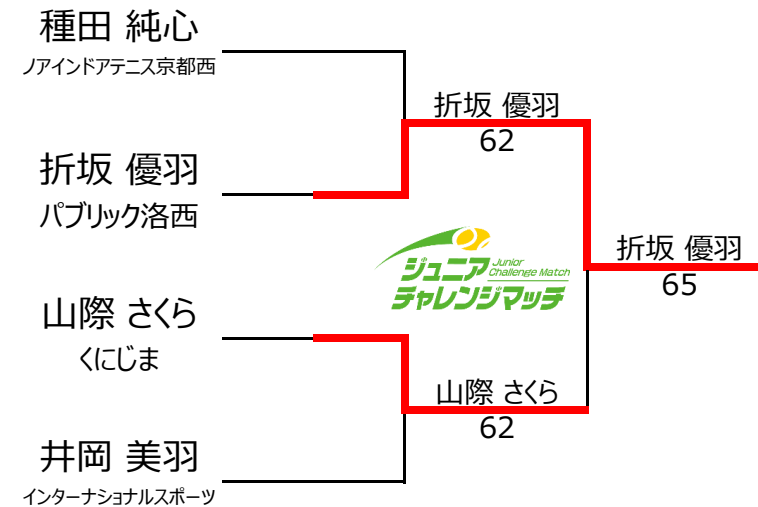 種田 純心
ノアインドアテニス京都西
折坂 優羽
62
折坂 優羽
パブリック洛西
折坂 優羽
65
ジュニア Junior Challenge Match
チャレンジマッチ
山際 さくら
くにじま
山際 さくら
62
井岡 美羽
インターナショナルスポーツ